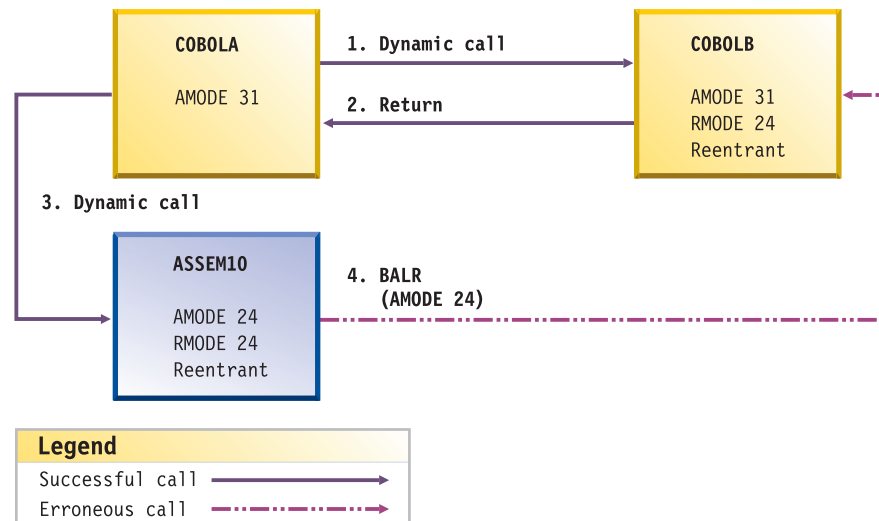 COBOLA
AMODE 31
1. Dynamic call
2. Return
COBOLB
AMODE 31
RMODE 24
Reentrant
3. Dynamic call
ASSEM10
AMODE 24
RMODE 24
Reentrant
4. BALR
(AMODE 24)
Legend
Successful call
Erroneous call